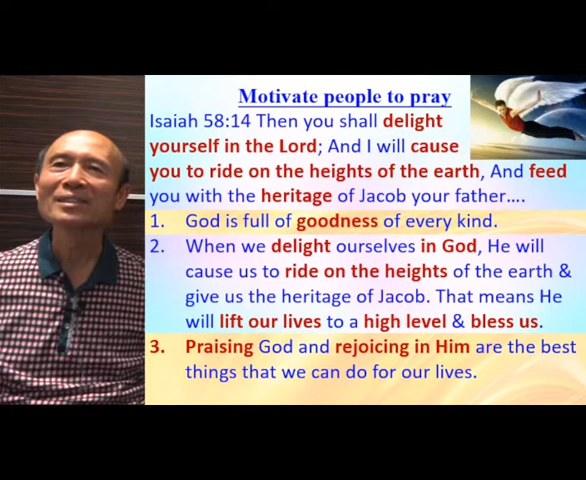 Motivate people to pray
Isaiah 58:14 Then you shall delight
yourself in the Lord; And I will cause
you to ride on the heights of the earth, And feed
you with the heritage of Jacob your father....
1. God is full of goodness of every kind.
2. When we delight ourselves in God, He will
cause us to ride on the heights of the earth &
give us the heritage of Jacob. That means He
will lift our lives to a high level & bless us.
3. Praising God and rejoicing in Him are the best
things that we can do for our lives.